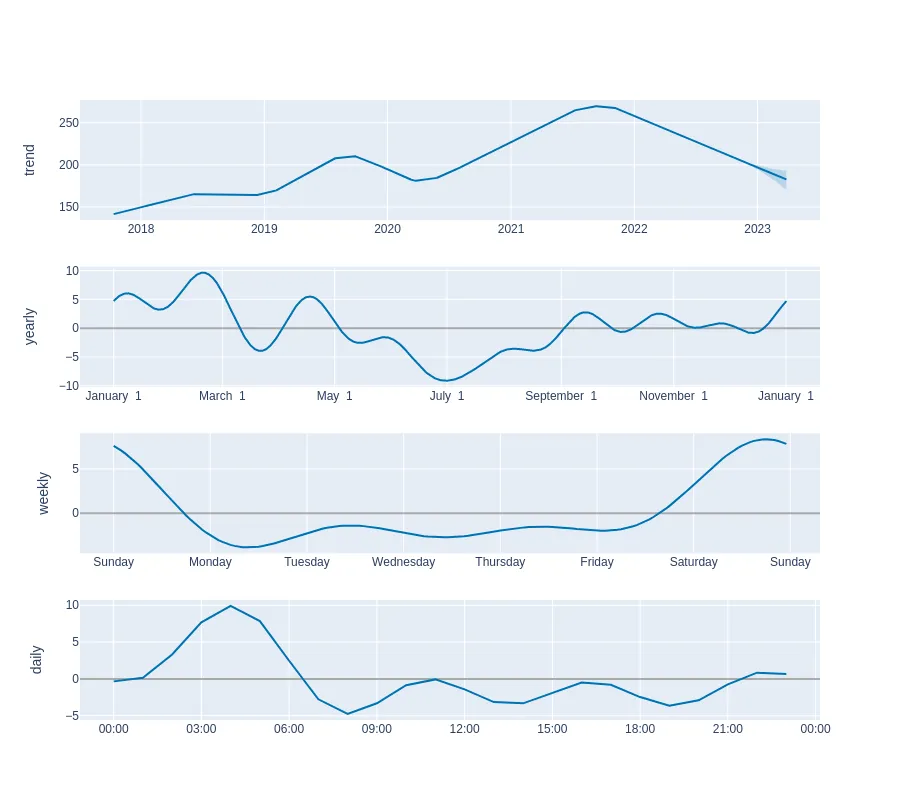 trend
250
200
150
2018 2019 2020 2021 2022 2023
yearly
10
5
0
−5
−10
January 1 March 1 May 1 July 1 September 1 November 1 January 1
weekly
5
0
Sunday Monday Tuesday Wednesday Thursday Friday Saturday Sunday
daily
10
5
0
−5
00:00 03:00 06:00 09:00 12:00 15:00 18:00 21:00 00:00